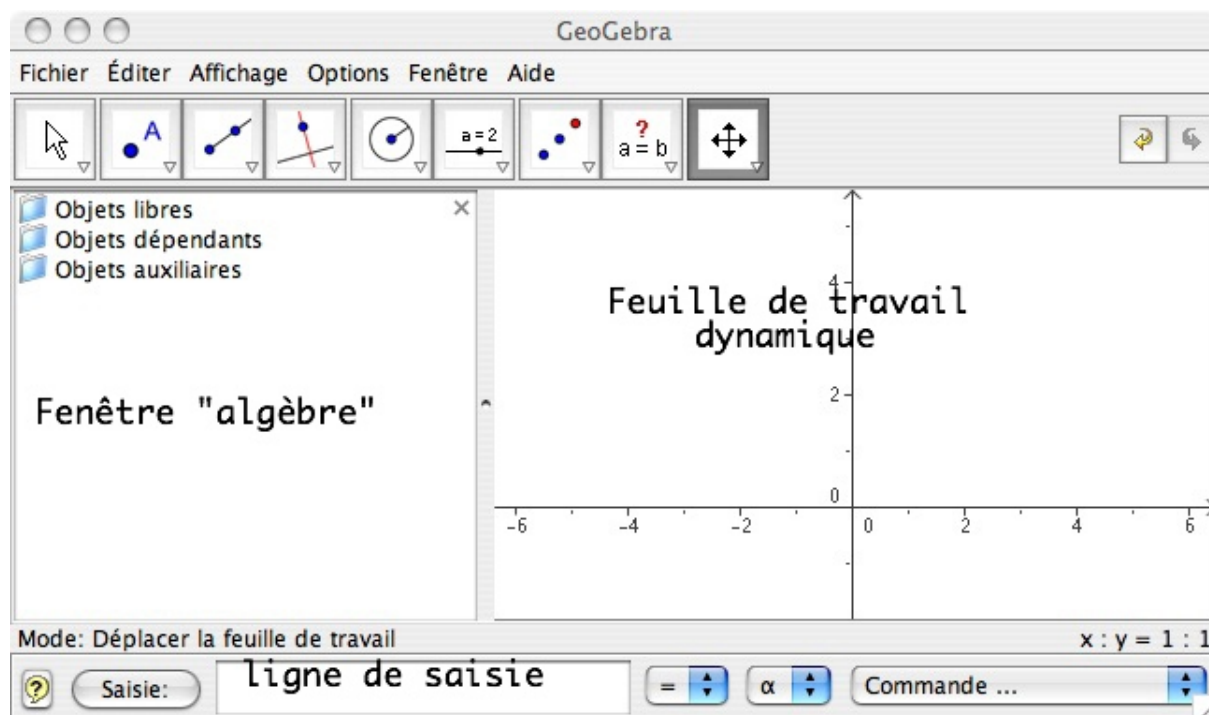 GeoGebra
Fichier Éditer Affichage Options Fenêtre Aide
A
a=2
?
a = b
Objets libres
Objets dépendants
Objets auxiliaires
Fenêtre "algèbre"
Feuille de travail
dynamique
4
2
0
-6 -4 -2 0 2 4 6
Mode: Déplacer la feuille de travail
x : y = 1 : 1
? Saisie: ligne de saisie = α Commande ...